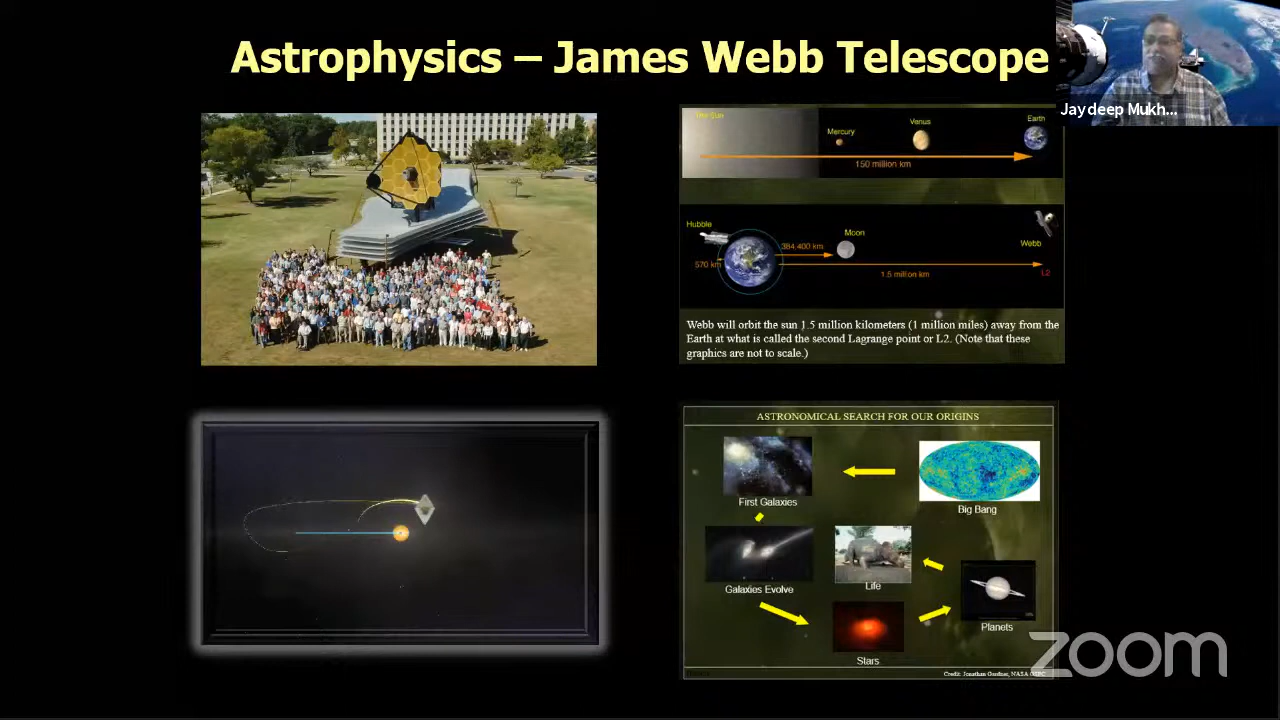 Astrophysics – James Webb Telescope
Jaydeep Mukh...
The Sun
Mercury
Venus
Earth
150 million km
Hubble
Moon
Webb
384,400 km
570 km
1.5 million km
L2
Webb will orbit the sun 1.5 million kilometers (1 million miles) away from the
Earth at what is called the second Lagrange point or L2. (Note that these
graphics are not to scale.)
ASTRONOMICAL SEARCH FOR OUR ORIGINS
First Galaxies
Big Bang
Galaxies Evolve
Life
Planets
Stars
Credit: Jonathan Gardner, NASA GSFC
zoom